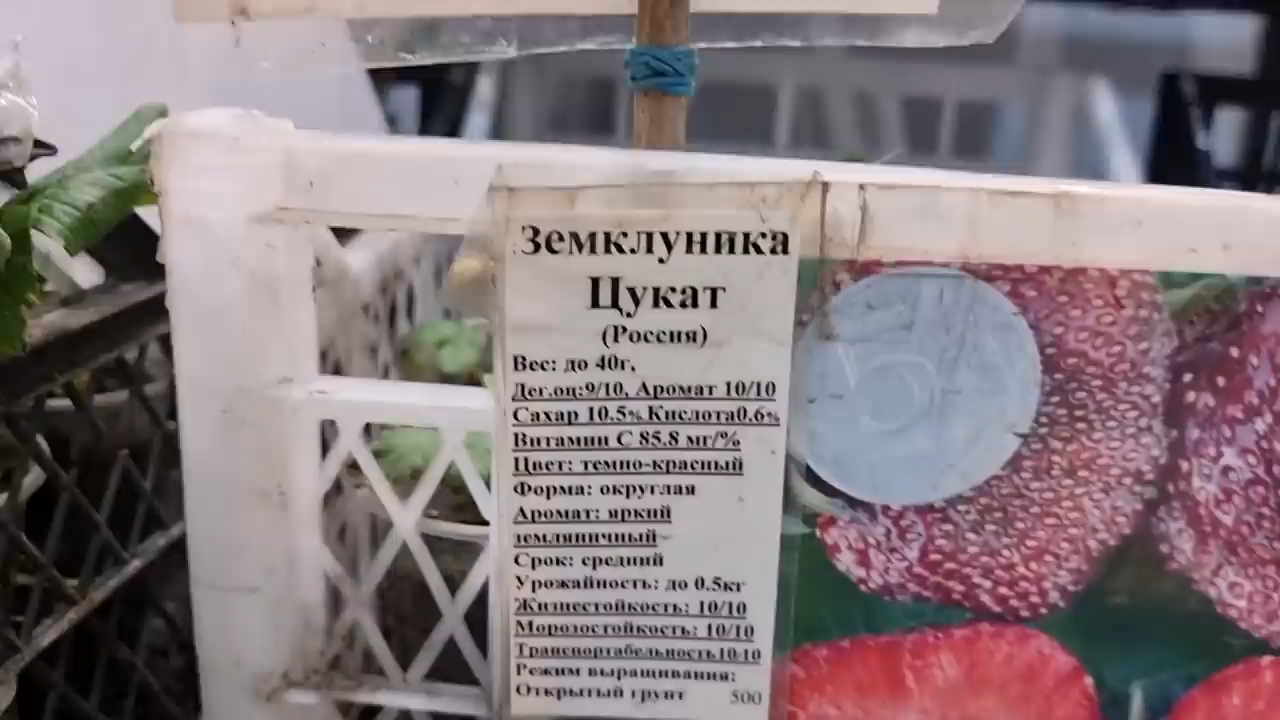 Земклуника
Цукат
(Россия)
Вес: до 40г,
Дег.оц:9/10, Аромат 10/10
Сахар 10.5% Кислота0.6%
Витамин С 85.8 мг/%
Цвет: темно-красный
Форма: округлая
Аромат: яркий
земляничный
Срок: средний
Урожайность: до 0.5кг
Жизнестойкость: 10/10
Морозостойкость: 10/10
Транспортабельность10/10
Режим выращивания:
Открытый грунт 500